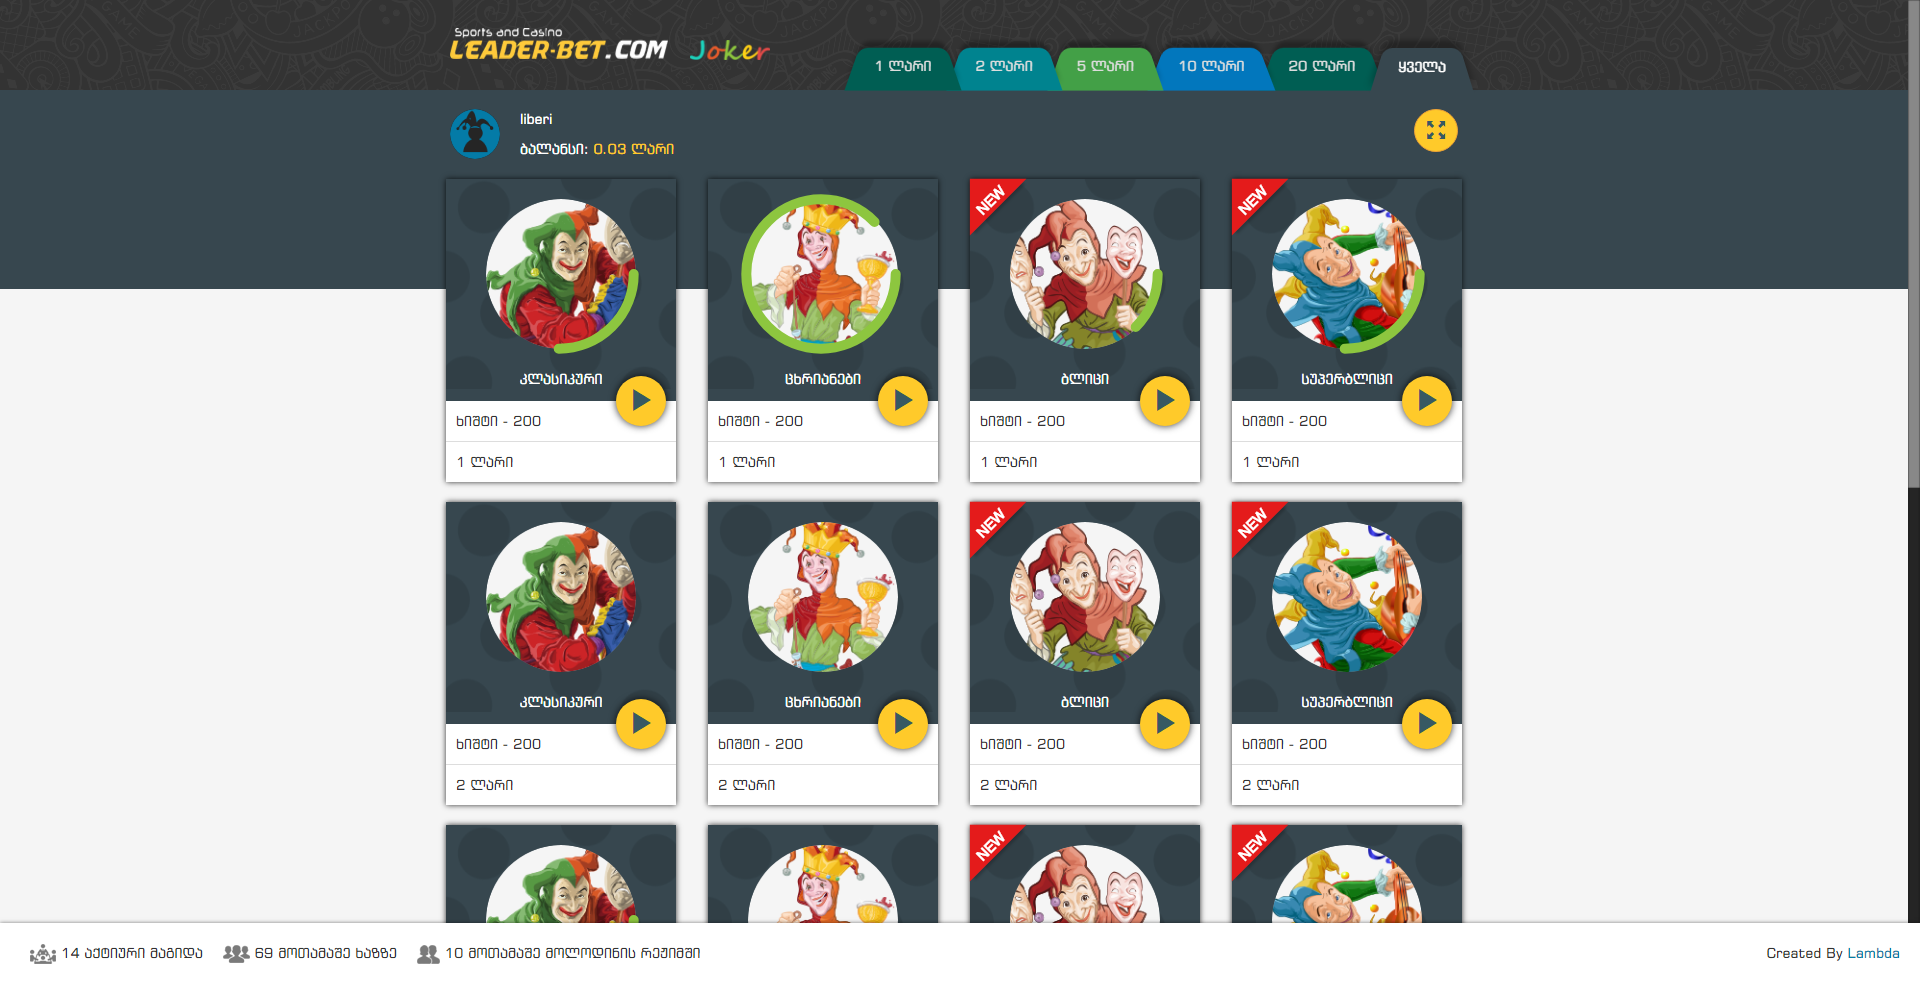 Sports and Casino
LEADER-BET.COM
Joker
1 ლარი
2 ლარი
5 ლარი
10 ლარი
20 ლარი
ყველა
liberi
ბალანსი: 0.03 ლარი
კლასიკური
ხიშტი - 200
1 ლარი
ცხრიანები
ხიშტი - 200
1 ლარი
NEW
ბლიცი
ხიშტი - 200
1 ლარი
NEW
სუპერბლიცი
ხიშტი - 200
1 ლარი
კლასიკური
ხიშტი - 200
2 ლარი
ცხრიანები
ხიშტი - 200
2 ლარი
NEW
ბლიცი
ხიშტი - 200
2 ლარი
NEW
სუპერბლიცი
ხიშტი - 200
2 ლარი
NEW
NEW
14 აქტიური მაგიდა
69 მოთამაშე ხაზზე
10 მოთამაშე მოლოდინის რეჟიმში
Created By Lambda